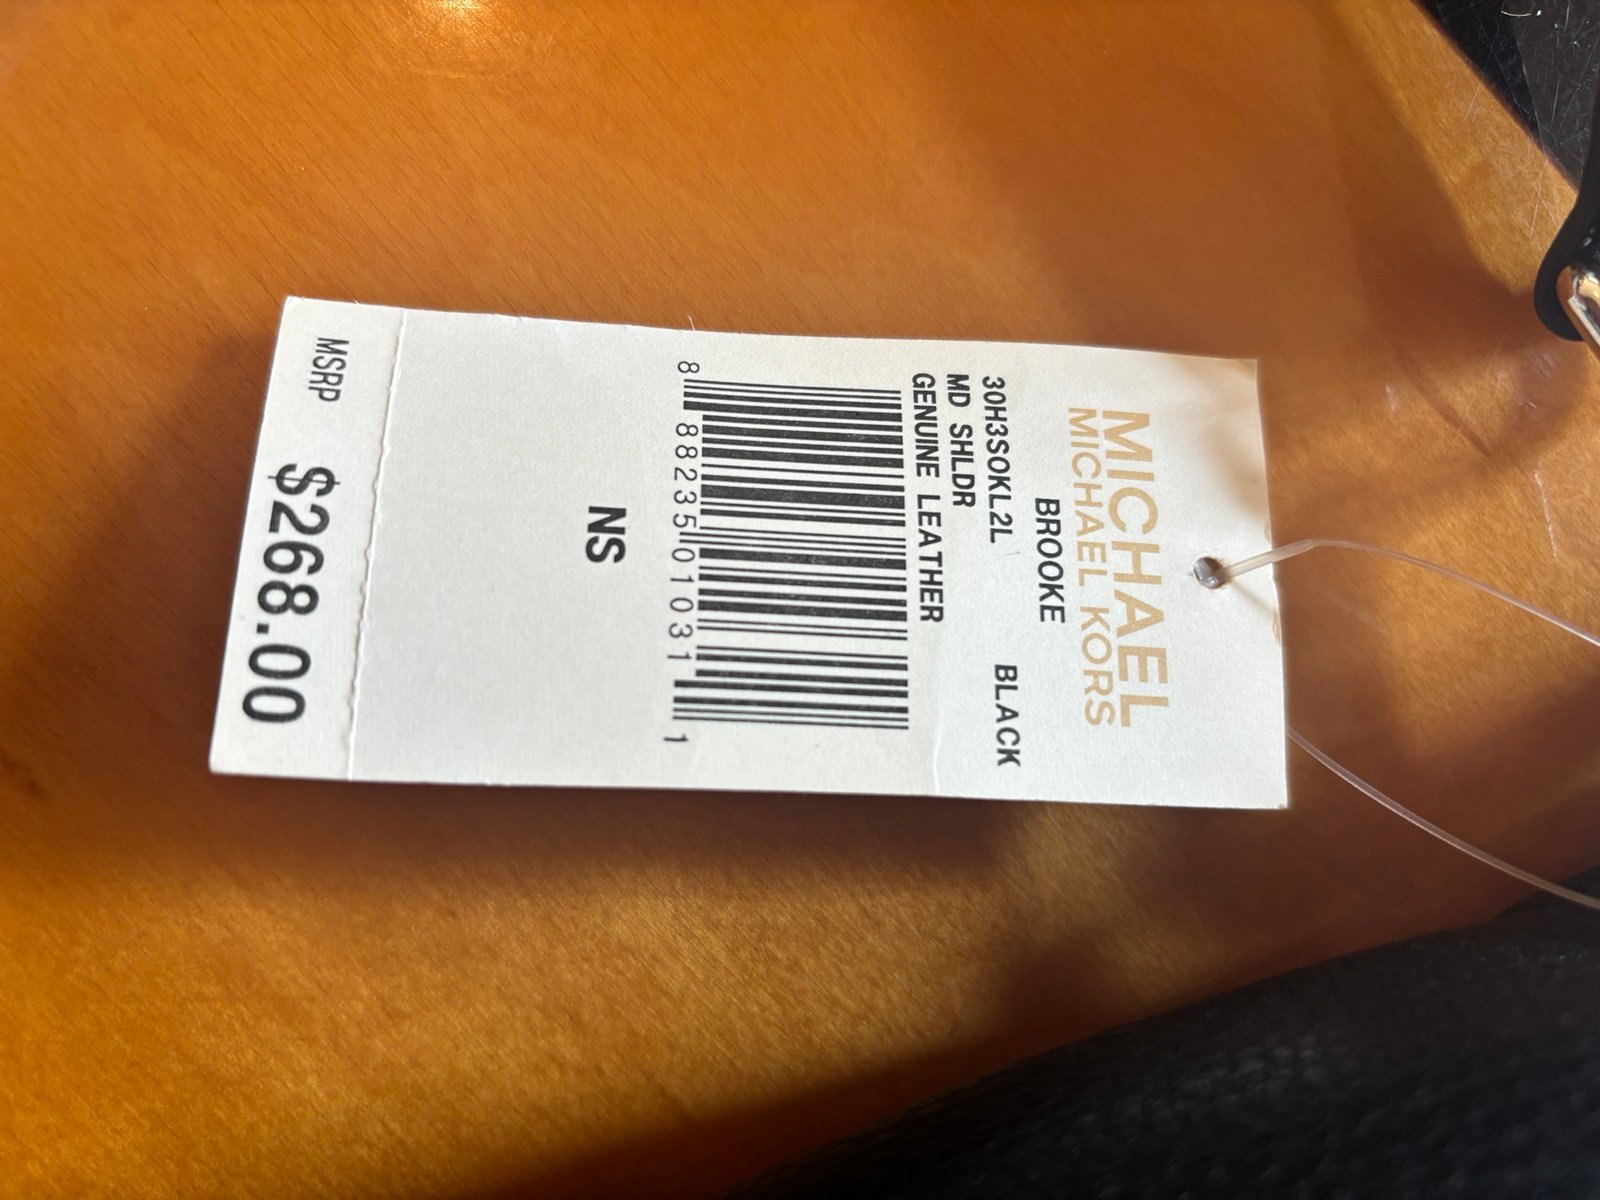 MICHAEL
MICHAEL KORS
BROOKE
30H3SOKL2L BLACK
MD SHLDR
GENUINE LEATHER
8 88235 01031 1
NS
MSRP $268.00